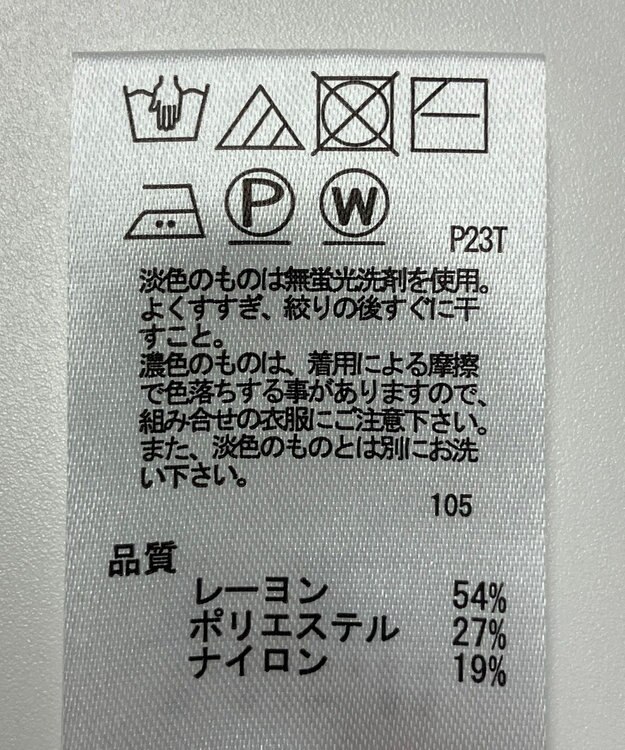 P W
P23T
淡色のものは無蛍光洗剤を使用。
よくすすぎ、絞りの後すぐに干
すこと。
濃色のものは、着用による摩擦
で色落ちする事がありますので、
組み合せの衣服にご注意下さい。
また、淡色のものとは別にお洗
い下さい。
105
品質
レーヨン 54%
ポリエステル 27%
ナイロン 19%